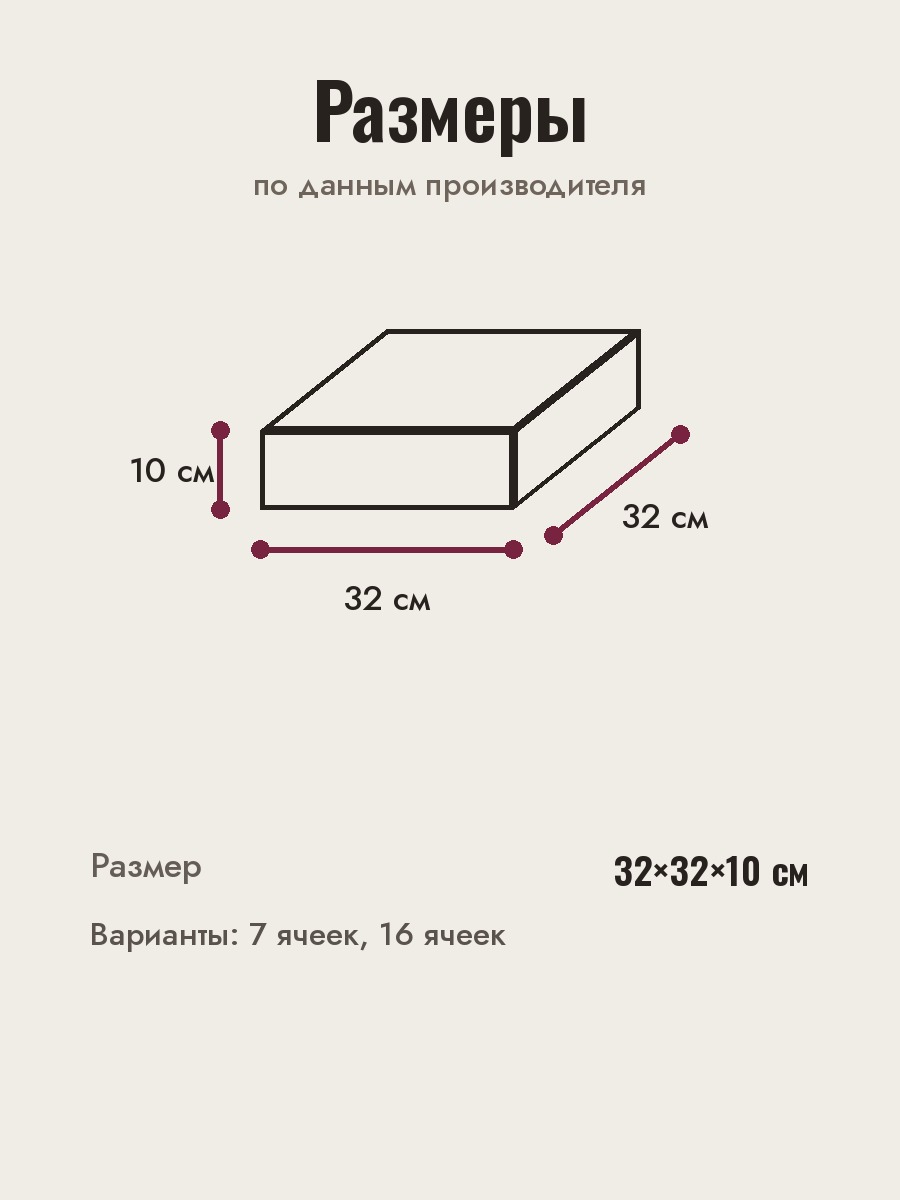 Размеры
по данным производителя
10 см
32 см
32 см
Размер
32×32×10 см
Варианты: 7 ячеек, 16 ячеек